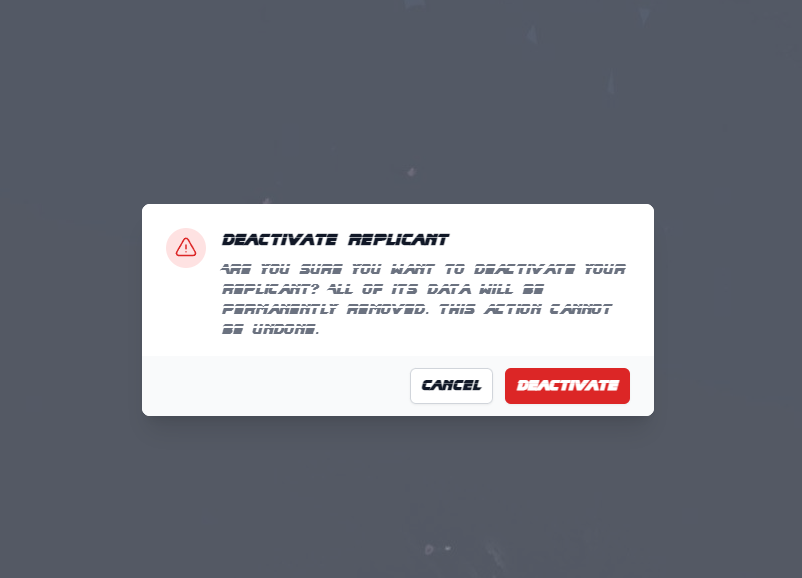 DEACTIVATE REPLICANT
ARE YOU SURE YOU WANT TO DEACTIVATE YOUR
REPLICANT? ALL OF ITS DATA WILL BE
PERMANENTLY REMOVED. THIS ACTION CANNOT
BE UNDONE.
CANCEL
DEACTIVATE